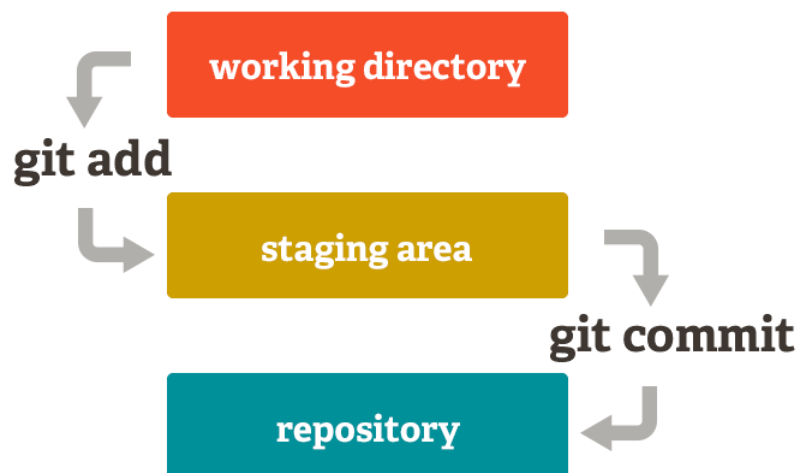 working directory
git add
staging area
git commit
repository